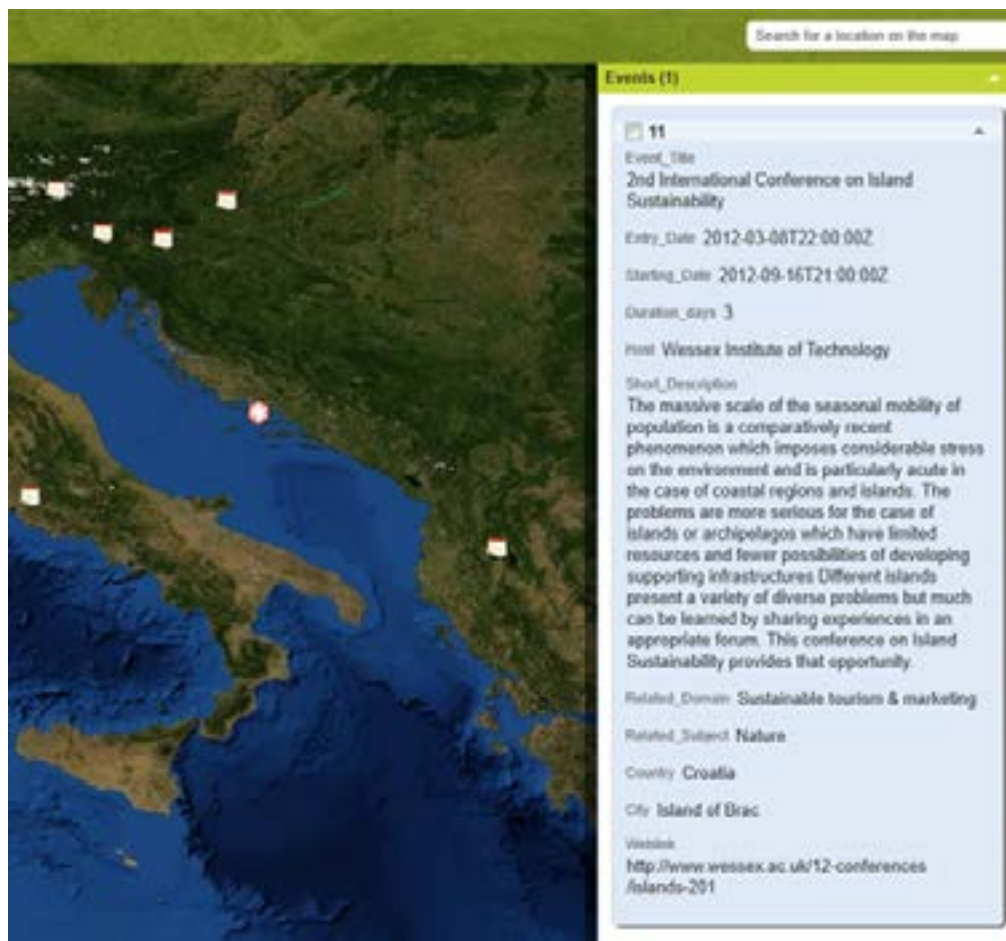 Search for a location on the map
Events (1)
11
Event_Title
2nd International Conference on Island
Sustainability
Entry_Date 2012-03-08T22:00:00Z
Starting_Date 2012-09-16T21:00:00Z
Duration_days 3
Host Wessex Institute of Technology
Short_Description
The massive scale of the seasonal mobility of
population is a comparatively recent
phenomenon which imposes considerable stress
on the environment and is particularly acute in
the case of coastal regions and islands. The
problems are more serious for the case of
islands or archipelagos which have limited
resources and fewer possibilities of developing
supporting infrastructures Different islands
present a variety of diverse problems but much
can be learned by sharing experiences in an
appropriate forum. This conference on Island
Sustainability provides that opportunity.
Related_Domain Sustainable tourism & marketing
Related_Subject Nature
Country Croatia
City Island of Brac
Weblink
http://www.wessex.ac.uk/12-conferences
/islands-201